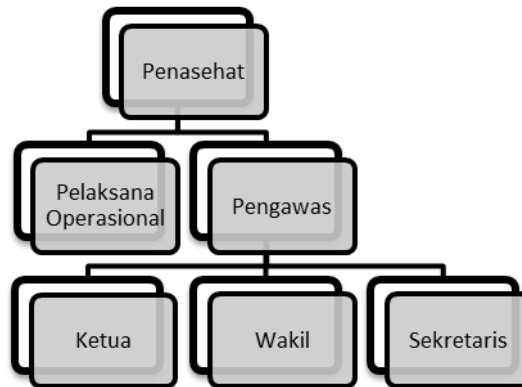 Penasehat
Pelaksana
Operasional
Pengawas
Ketua
Wakil
Sekretaris